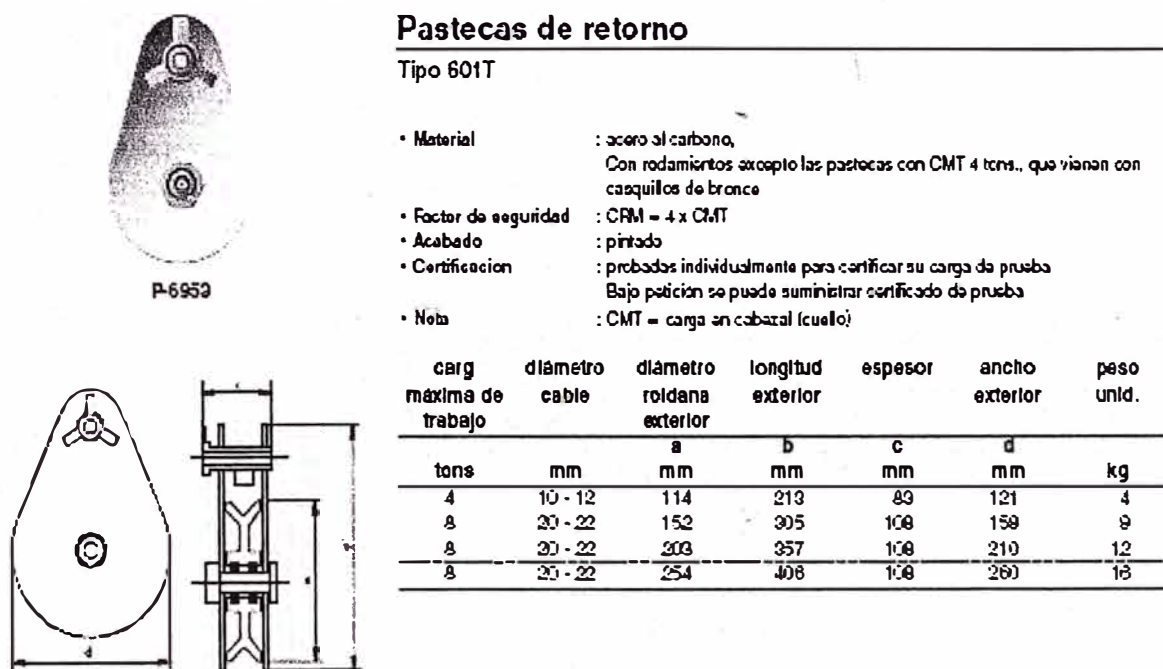 Pastecas de retorno
Tipo 601T
• Material : acero al carbono,
Con rodamientos excepto las pastecas con CMT 4 tons., que vienen con
casquillos de bronce
• Factor de seguridad : CRM = 4 x CMT
• Acabado : pintado
• Certificacion : probadas individualmente para certificar su carga de prueba
Bajo petición se puede suministrar certificado de prueba
• Nota : CMT = carga en cabezal (cuello)
P-6953
carg diámetro diámetro longitud espesor ancho peso
máxima de cable roldana exterior exterior unid.
trabajo exterior
a b c d
tons mm mm mm mm mm kg
4 10 - 12 114 213 121 4
8 20 - 22 152 305 108 159 9
8 20 - 22 203 357 108 210 12
8 20 - 22 254 406 108 260
c
a
d